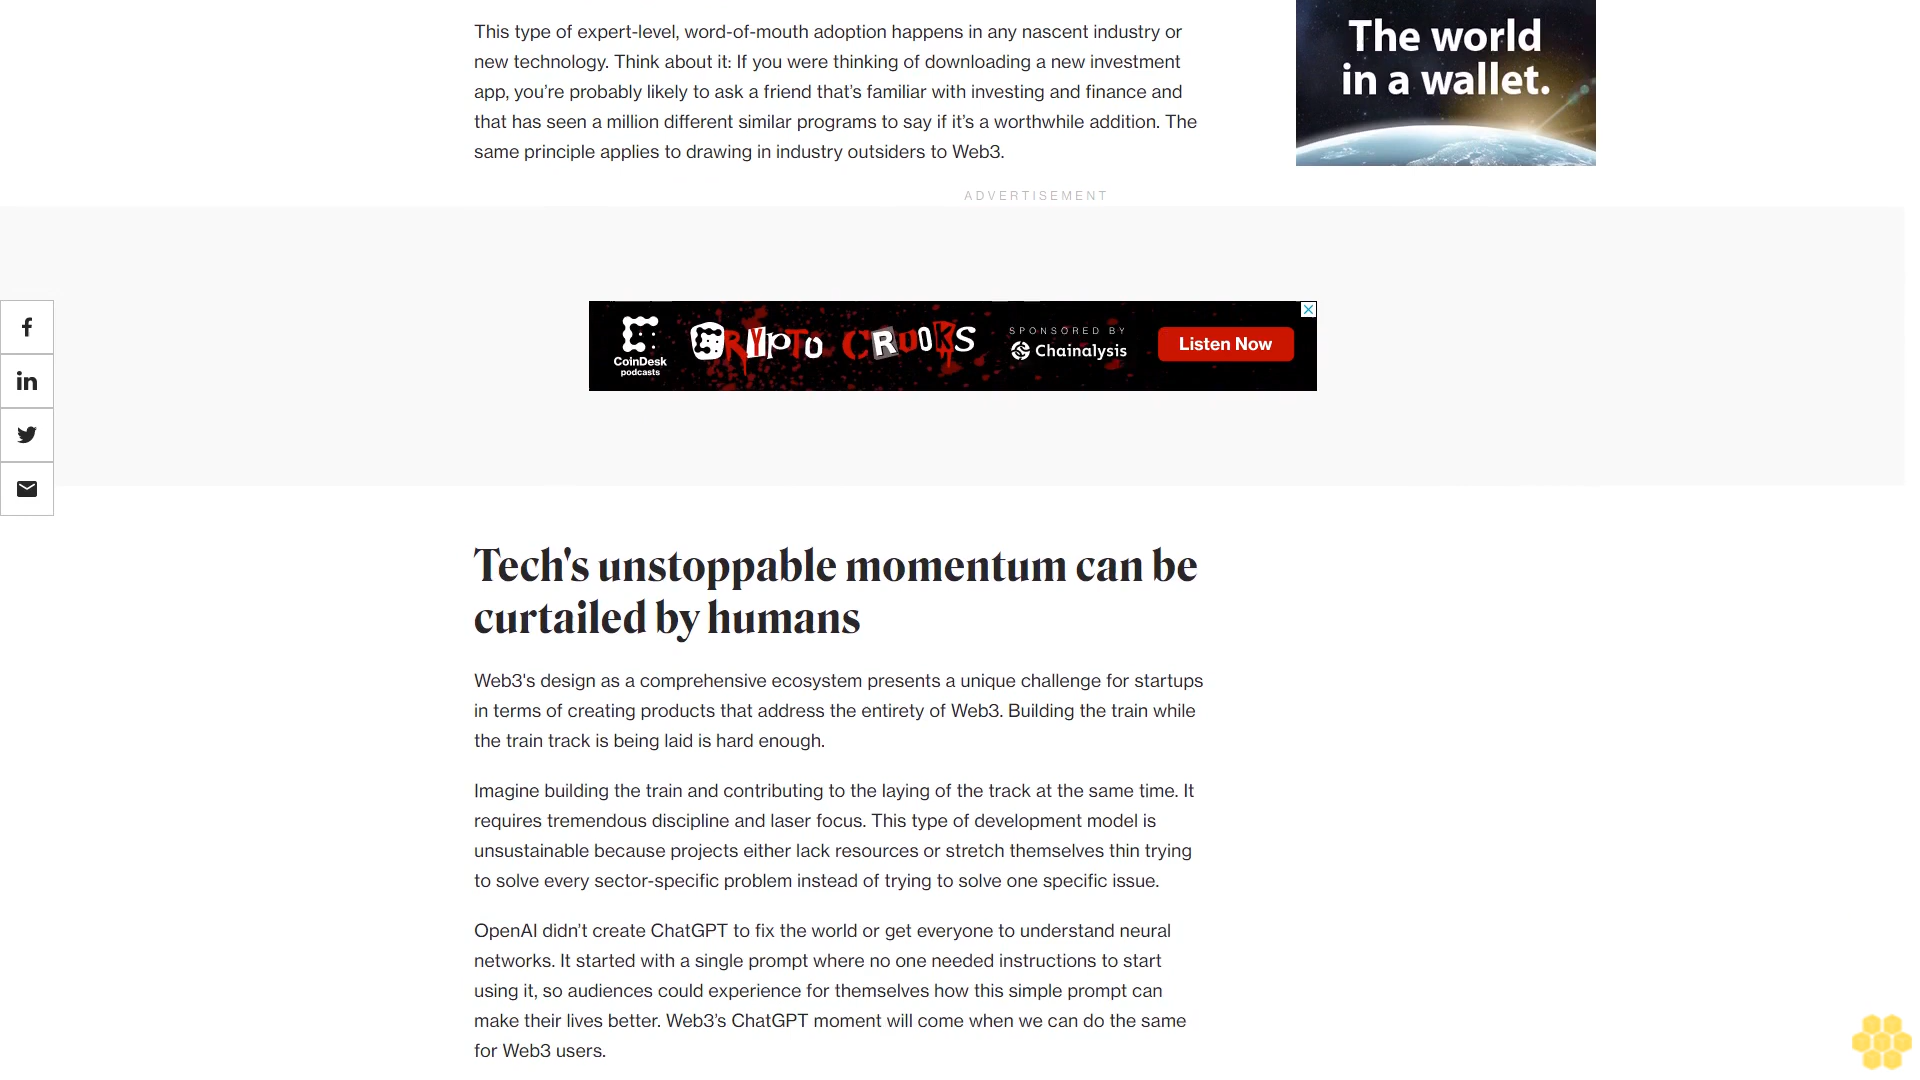 This type of expert-level, word-of-mouth adoption happens in any nascent industry or
new technology. Think about it: If you were thinking of downloading a new investment
app, you’re probably likely to ask a friend that’s familiar with investing and finance and
that has seen a million different similar programs to say if it’s a worthwhile addition. The
same principle applies to drawing in industry outsiders to Web3.
The world
in a wallet.
ADVERTISEMENT
CoinDesk
podcasts
CRYPTO CROOKS
SPONSORED BY
Chainalysis
Listen Now
Tech's unstoppable momentum can be
curtailed by humans
Web3's design as a comprehensive ecosystem presents a unique challenge for startups
in terms of creating products that address the entirety of Web3. Building the train while
the train track is being laid is hard enough.
Imagine building the train and contributing to the laying of the track at the same time. It
requires tremendous discipline and laser focus. This type of development model is
unsustainable because projects either lack resources or stretch themselves thin trying
to solve every sector-specific problem instead of trying to solve one specific issue.
OpenAI didn’t create ChatGPT to fix the world or get everyone to understand neural
networks. It started with a single prompt where no one needed instructions to start
using it, so audiences could experience for themselves how this simple prompt can
make their lives better. Web3’s ChatGPT moment will come when we can do the same
for Web3 users.